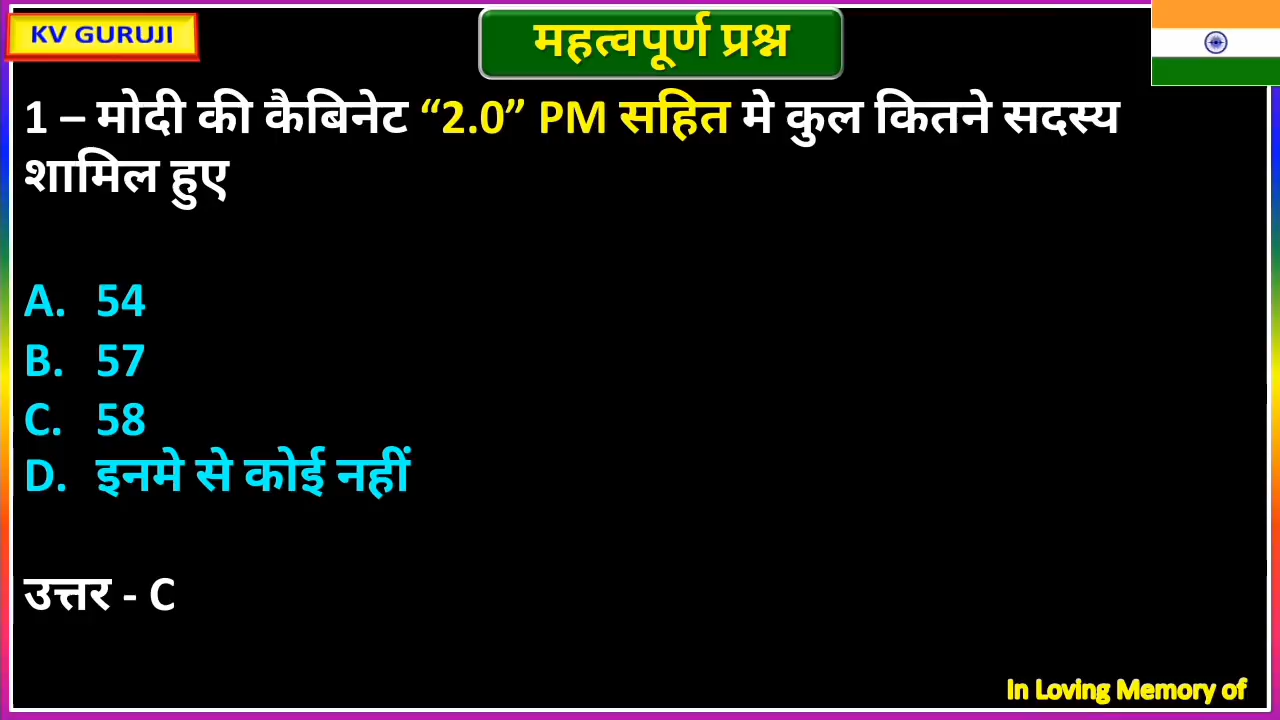 KV GURUJI
महत्वपूर्ण प्रश्न
1 – मोदी की कैबिनेट “2.0” PM सहित मे कुल कितने सदस्य
शामिल हुए
A. 54
B. 57
C. 58
D. इनमे से कोई नहीं
उत्तर - C
In Loving Memory of